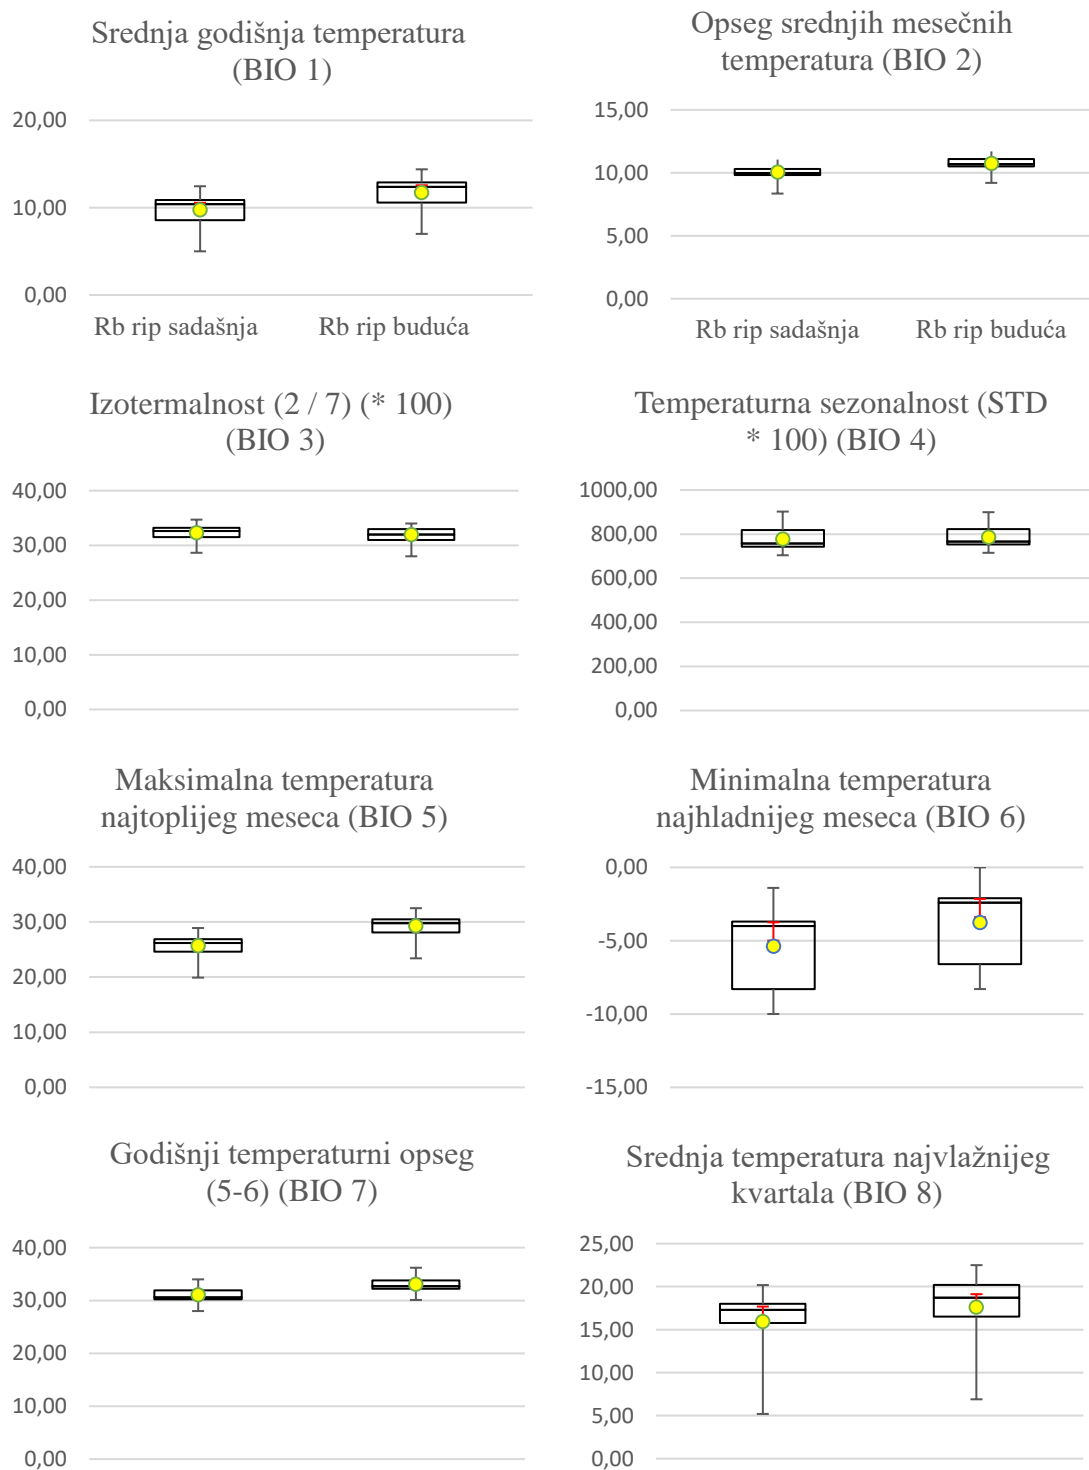 Srednja godišnja temperatura
(BIO 1)
20,00
10,00
0,00
Rb rip sadašnja
Rb rip buduća
Opseg srednjih mesečnih
temperatura (BIO 2)
15,00
10,00
5,00
0,00
Rb rip sadašnja
Rb rip buduća
Izotermalnost (2 / 7) (* 100)
(BIO 3)
40,00
30,00
20,00
10,00
0,00
Temperaturna sezonalnost (STD
* 100) (BIO 4)
1000,00
800,00
600,00
400,00
200,00
0,00
Maksimalna temperatura
najtoplijeg meseca (BIO 5)
40,00
30,00
20,00
10,00
0,00
Minimalna temperatura
najhladnijeg meseca (BIO 6)
0,00
-5,00
-10,00
-15,00
Godišnji temperaturni opseg
(5-6) (BIO 7)
40,00
30,00
20,00
10,00
0,00
Srednja temperatura najvlažnijeg
kvartala (BIO 8)
25,00
20,00
15,00
10,00
5,00
0,00